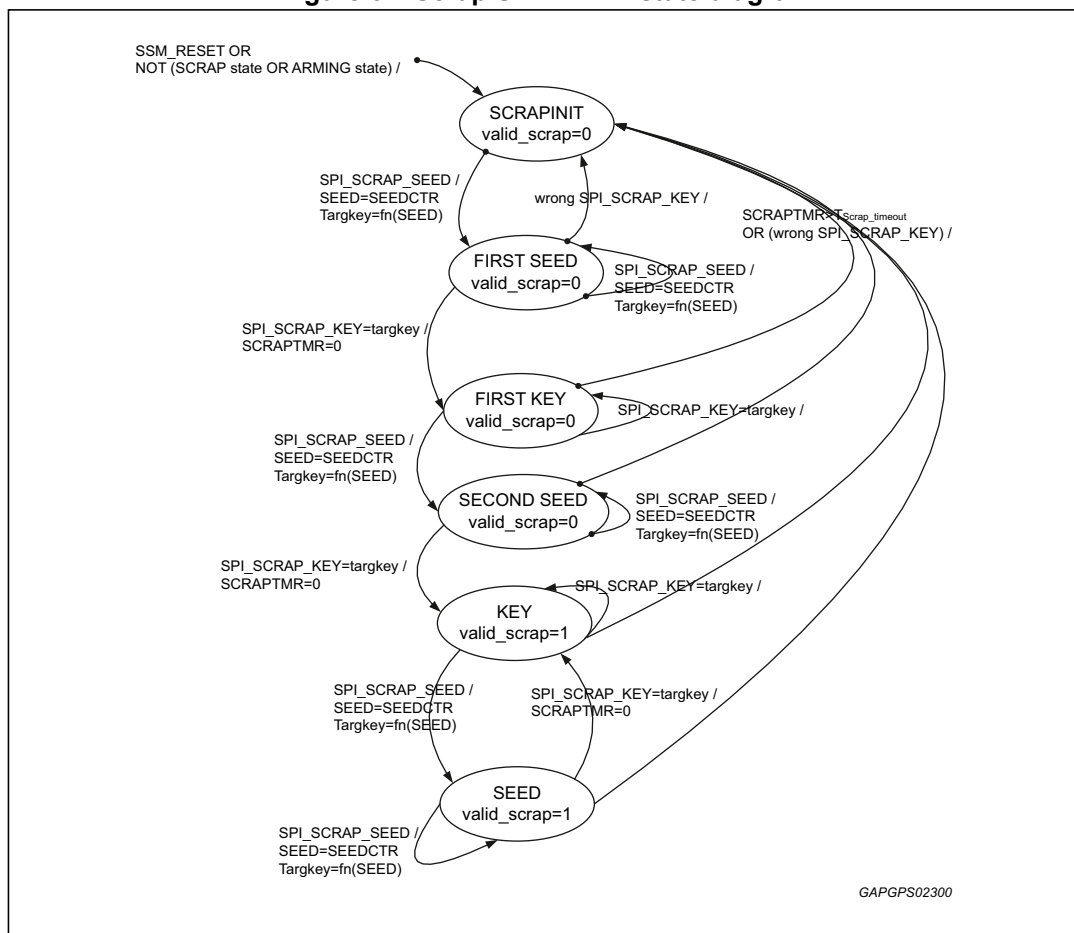 SSM_RESET OR
NOT (SCRAP state OR ARMING state) /
SCRAPINIT
valid_scrap=0
SPI_SCRAP_SEED /
SEED=SEEDCTR
Targkey=fn(SEED)
wrong SPI_SCRAP_KEY /
SCRAPTMR>TScrap_timeout
OR (wrong SPI_SCRAP_KEY) /
FIRST SEED
valid_scrap=0
SPI_SCRAP_SEED /
SEED=SEEDCTR
Targkey=fn(SEED)
SPI_SCRAP_KEY=targkey /
SCRAPTMR=0
FIRST KEY
valid_scrap=0
SPI_SCRAP_KEY=targkey /
SPI_SCRAP_SEED /
SEED=SEEDCTR
Targkey=fn(SEED)
SECOND SEED
valid_scrap=0
SPI_SCRAP_SEED /
SEED=SEEDCTR
Targkey=fn(SEED)
SPI_SCRAP_KEY=targkey /
SCRAPTMR=0
KEY
valid_scrap=1
SPI_SCRAP_KEY=targkey /
SPI_SCRAP_SEED /
SEED=SEEDCTR
Targkey=fn(SEED)
SPI_SCRAP_KEY=targkey /
SCRAPTMR=0
SEED
valid_scrap=1
SPI_SCRAP_SEED /
SEED=SEEDCTR
Targkey=fn(SEED)
GAPGPS02300